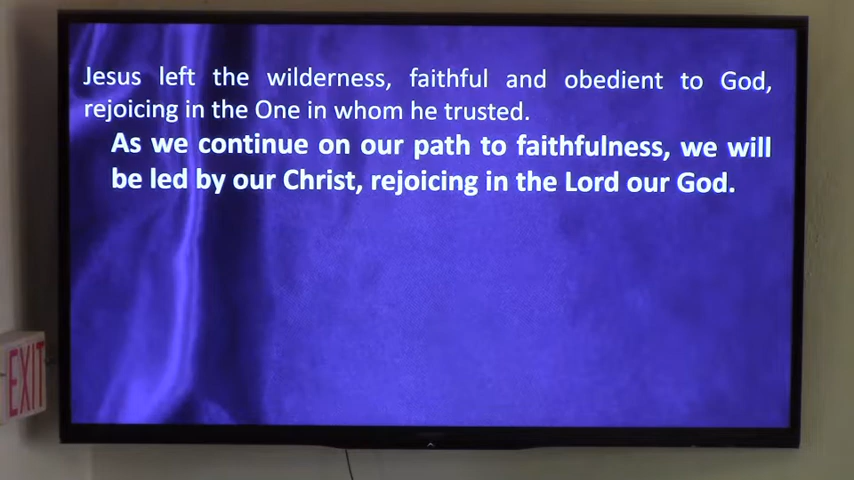 Jesus left the wilderness, faithful and obedient to God,
rejoicing in the One in whom he trusted.
As we continue on our path to faithfulness, we will
be led by our Christ, rejoicing in the Lord our God.
EXIT